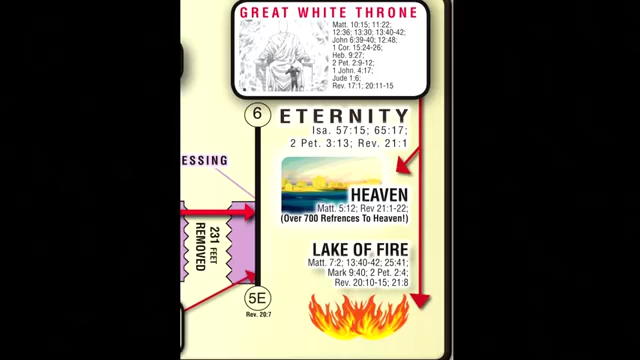 GREAT WHITE THRONE
Matt. 10:15; 11:22;
12:36; 13:30; 13:40-42;
John 6:39-40; 12:48;
1 Cor. 15:24-26;
Heb. 9:27;
2 Pet. 2:9-12;
1 John. 4:17;
Jude 1:6;
Rev. 17:1; 20:11-15
6
ETERNITY
Isa. 57:15; 65:17;
2 Pet. 3:13; Rev. 21:1
ESSING
HEAVEN
Matt. 5:12; Rev 21:1-22;
(Over 700 Refrences To Heaven!)
231 FEET
REMOVED
LAKE OF FIRE
Matt. 7:2; 13:40-42; 25:41;
Mark 9:40; 2 Pet. 2:4;
Rev. 20:10-15; 21:8
5E
Rev. 20:7